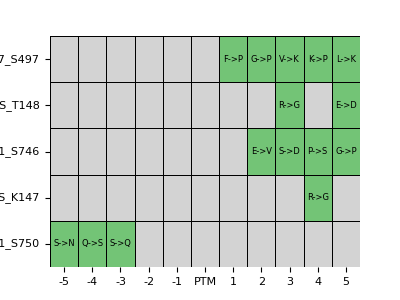 7_S497 F->P G->P V->K K->P L->K
S_T148 R->G E->D
1_S746 E->V S->D P->S G->P
S_K147 R->G
1_S750 S->N Q->S S->Q
-5 -4 -3 -2 -1 PTM 1 2 3 4 5